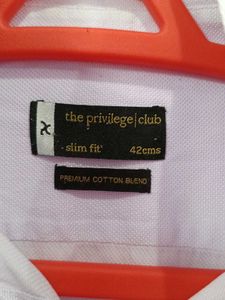 the privilege|club
slim fit
42cms
PREMIUM COTTON BLEND